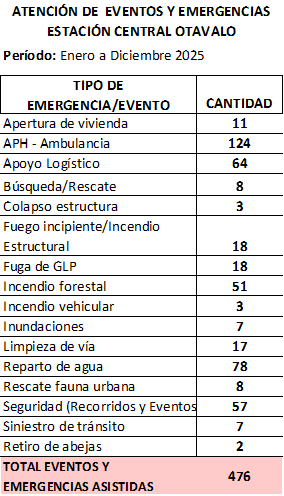 ATENCIÓN DE EVENTOS Y EMERGENCIAS
ESTACIÓN CENTRAL OTAVALO
Período: Enero a Diciembre 2025
TIPO DE
EMERGENCIA/EVENTO CANTIDAD
Apertura de vivienda 11
APH - Ambulancia 124
Apoyo Logístico 64
Búsqueda/Rescate 8
Colapso estructura 3
Fuego incipiente/Incendio
Estructural 18
Fuga de GLP 18
Incendio forestal 51
Incendio vehicular 3
Inundaciones 7
Limpieza de vía 17
Reparto de agua 78
Rescate fauna urbana 8
Seguridad (Recorridos y Eventos 57
Siniestro de tránsito 7
Retiro de abejas 2
TOTAL EVENTOS Y
EMERGENCIAS ASISTIDAS 476